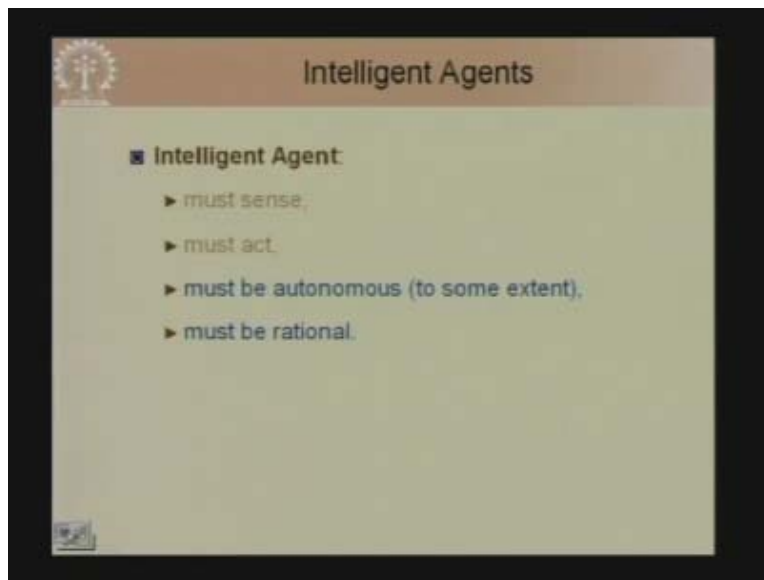 Intelligent Agents
Intelligent Agent:
must sense,
must act,
must be autonomous (to some extent),
must be rational.